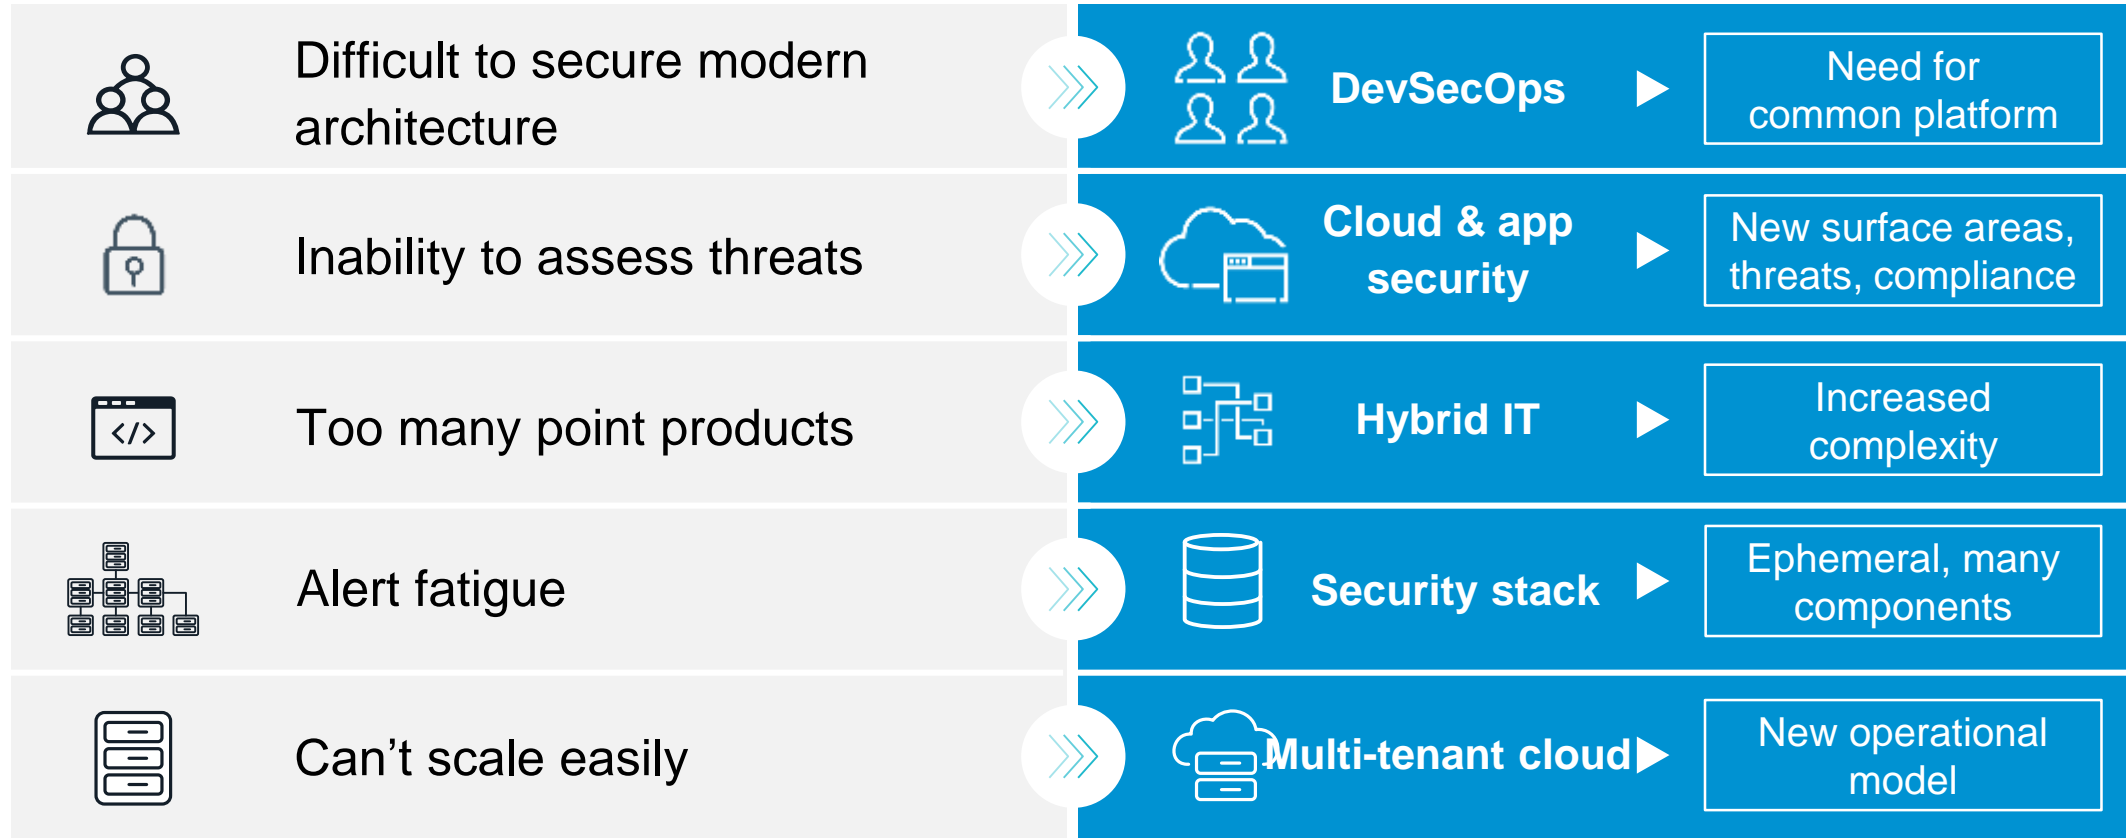 Difficult to secure modern
architecture
DevSecOps
Need for
common platform
Inability to assess threats
Cloud & app
security
New surface areas,
threats, compliance
</>
Too many point products
Hybrid IT
Increased
complexity
Alert fatigue
Security stack
Ephemeral, many
components
Can’t scale easily
Multi-tenant cloud
New operational
model